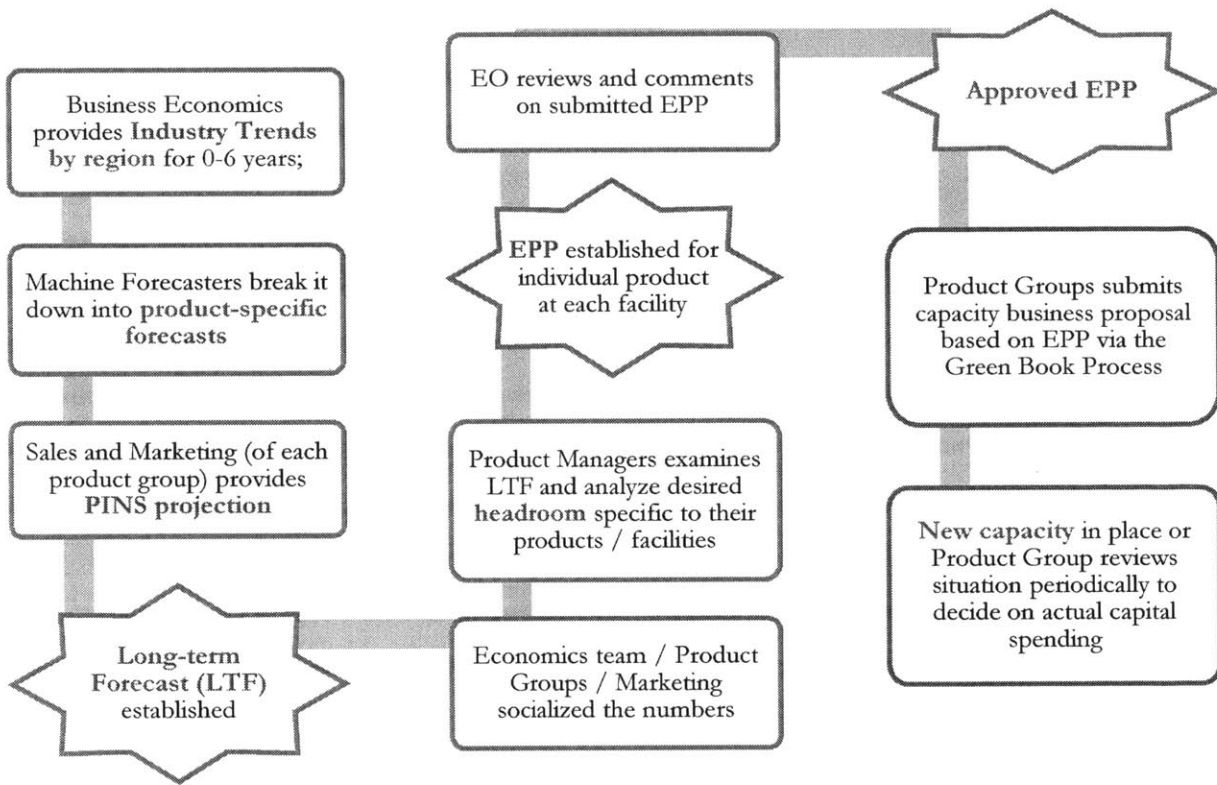 Business Economics
provides Industry Trends
by region for 0-6 years;
Machine Forecasters break it
down into product-specific
forecasts
Sales and Marketing (of each
product group) provides
PINS projection
Long-term
Forecast (LTF)
established
Economics team / Product
Groups / Marketing
socialized the numbers
Product Managers examines
LTF and analyze desired
headroom specific to their
products / facilities
EPP established for
individual product
at each facility
EO reviews and comments
on submitted EPP
Approved EPP
Product Groups submits
capacity business proposal
based on EPP via the
Green Book Process
New capacity in place or
Product Group reviews
situation periodically to
decide on actual capital
spending